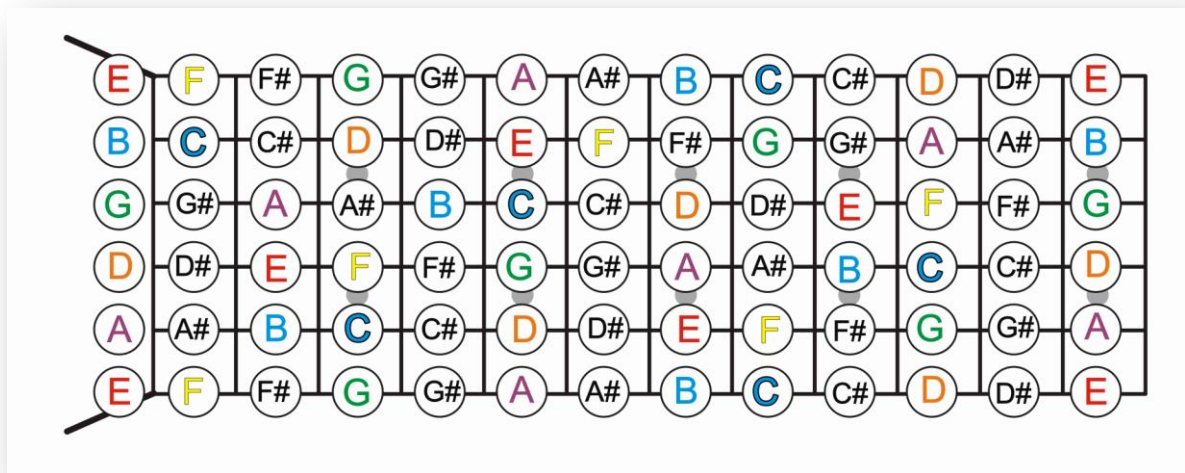 E F F# G G# A A# B C C# D D# E
B C C# D D# E F F# G G# A A# B
G G# A A# B C C# D D# E F F# G
D D# E F F# G G# A A# B C C# D
A A# B C C# D D# E F F# G G# A
E F F# G G# A A# B C C# D D# E